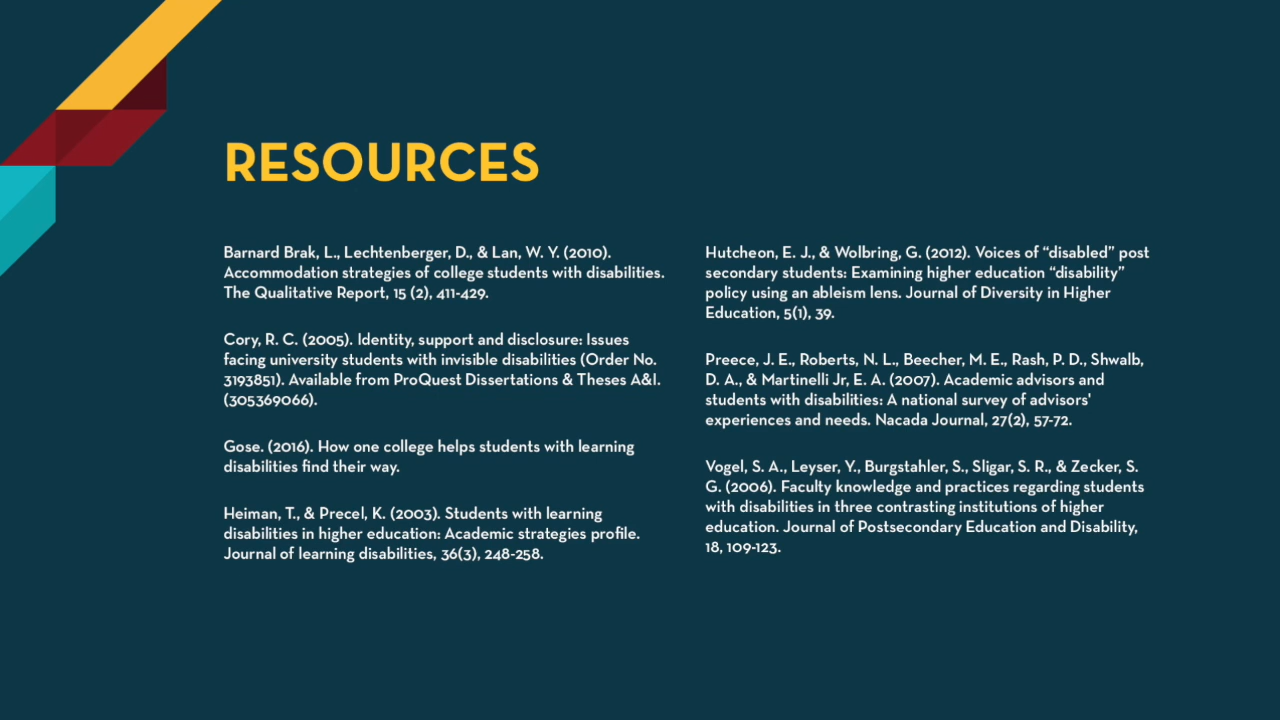 RESOURCES
Barnard Brak, L., Lechtenberger, D., & Lan, W. Y. (2010).
Accommodation strategies of college students with disabilities.
The Qualitative Report, 15 (2), 411-429.
Cory, R. C. (2005). Identity, support and disclosure: Issues
facing university students with invisible disabilities (Order No.
3193851). Available from ProQuest Dissertations & Theses A&I.
(305369066).
Gose. (2016). How one college helps students with learning
disabilities find their way.
Heiman, T., & Precel, K. (2003). Students with learning
disabilities in higher education: Academic strategies profile.
Journal of learning disabilities, 36(3), 248-258.
Hutcheon, E. J., & Wolbring, G. (2012). Voices of “disabled” post
secondary students: Examining higher education “disability”
policy using an ableism lens. Journal of Diversity in Higher
Education, 5(1), 39.
Preece, J. E., Roberts, N. L., Beecher, M. E., Rash, P. D., Shwalb,
D. A., & Martinelli Jr, E. A. (2007). Academic advisors and
students with disabilities: A national survey of advisors'
experiences and needs. Nacada Journal, 27(2), 57-72.
Vogel, S. A., Leyser, Y., Burgstahler, S., Sligar, S. R., & Zecker, S.
G. (2006). Faculty knowledge and practices regarding students
with disabilities in three contrasting institutions of higher
education. Journal of Postsecondary Education and Disability,
18, 109-123.